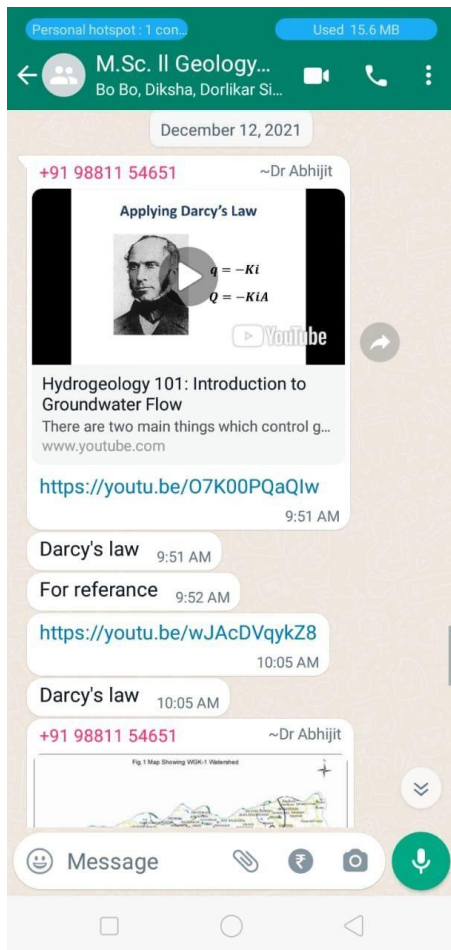 Personal hotspot : 1 con...
Used 15.6 MB
M.Sc. ll Geology...
Bo Bo, Diksha, Dorlikar Si...
December 12, 2021
+91 98811 54651 ~Dr Abhijit
Applying Darcy's Law
q = −Ki
Q = −KiA
YouTube
Hydrogeology 101: Introduction to
Groundwater Flow
There are two main things which control g...
www.youtube.com
https://youtu.be/O7K00PQaQIw
9:51 AM
Darcy's law 9:51 AM
For referance 9:52 AM
https://youtu.be/wJAcDVqykZ8
10:05 AM
Darcy's law 10:05 AM
+91 98811 54651 ~Dr Abhijit
Fig.1 Map Showing WGK-1 Watershed
Message